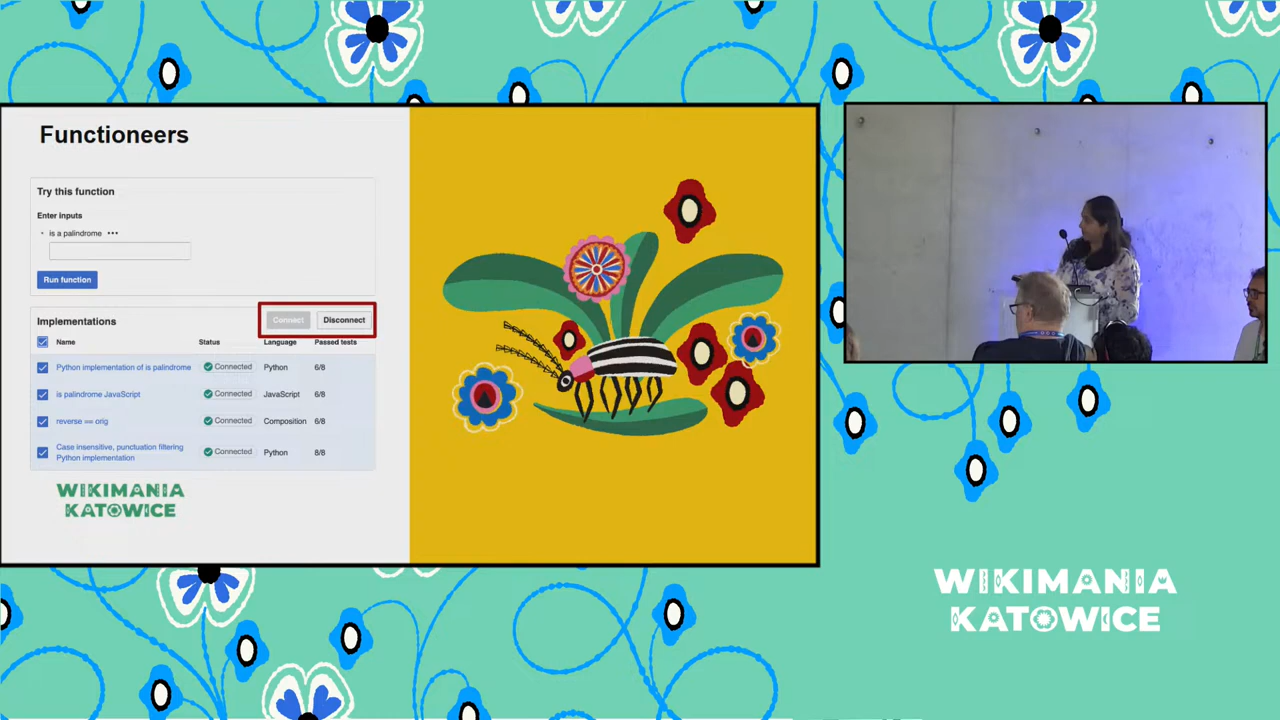 Functioneers
Try this function
Enter inputs
is a palindrome •••
Run function
Implementations
Connect
Disconnect
Name
Status
Language
Passed tests
Python implementation of is palindrome
Connected
Python
6/8
is palindrome JavaScript
Connected
JavaScript
6/8
reverse == orig
Connected
Composition
6/8
Case insensitive, punctuation filtering
Python implementation
Connected
Python
8/8
WIKIMANIA
KATOWICE
WIKIMANIA
KATOWICE